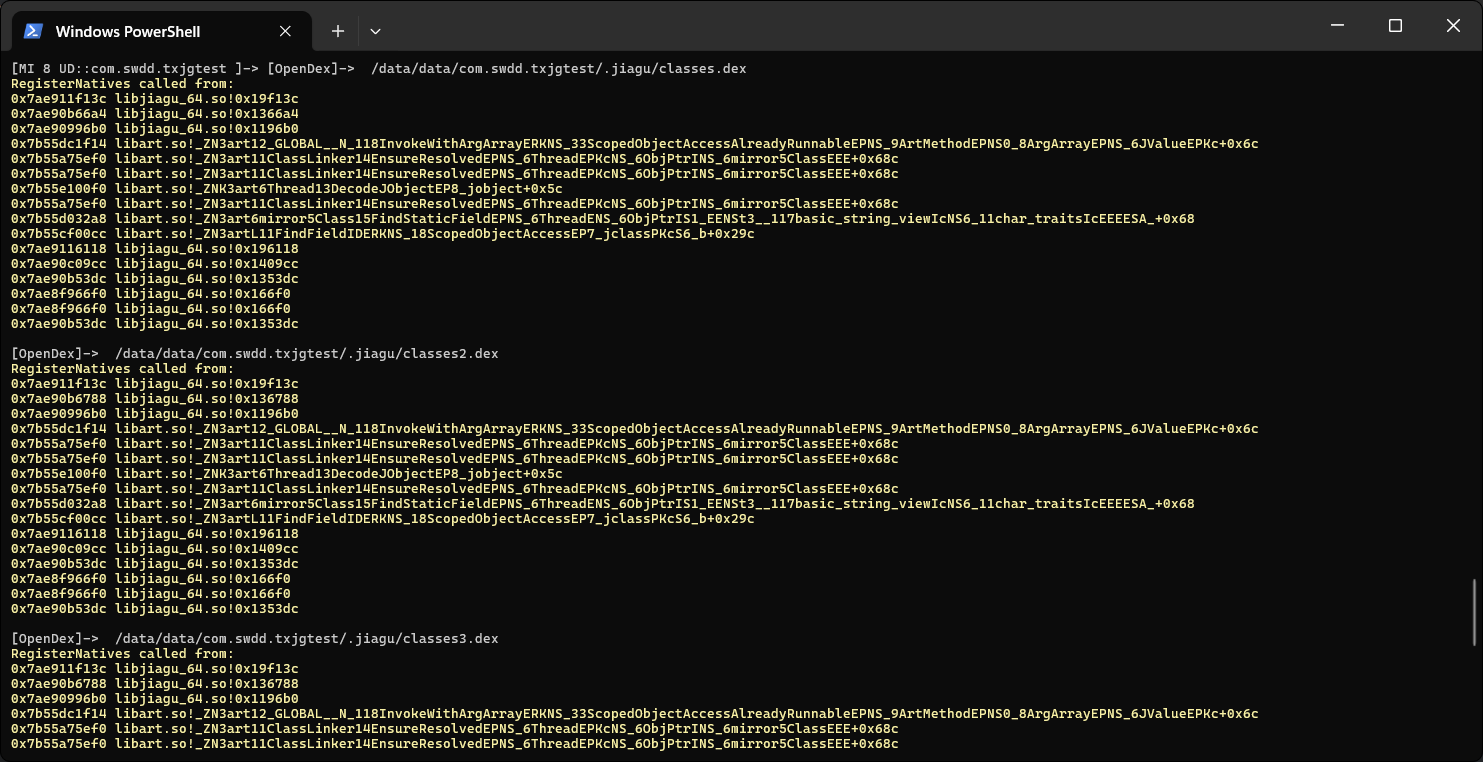 Windows PowerShell
[MI 8 UD::com.swdd.txjgtest ]-> [OpenDex]->  /data/data/com.swdd.txjgtest/.jiagu/classes.dex
RegisterNatives called from:
0x7ae911f13c libjiagu_64.so!0x19f13c
0x7ae90b66a4 libjiagu_64.so!0x1366a4
0x7ae90996b0 libjiagu_64.so!0x1196b0
0x7b55dc1f14 libart.so!_ZN3art12_GLOBAL__N_118InvokeWithArgArrayERKNS_33ScopedObjectAccessAlreadyRunnableEPNS_9ArtMethodEPNS0_8ArgArrayEPNS_6JValueEPKc+0x6c
0x7b55a75ef0 libart.so!_ZN3art11ClassLinker14EnsureResolvedEPNS_6ThreadEPKcNS_6ObjPtrINS_6mirror5ClassEEE+0x68c
0x7b55a75ef0 libart.so!_ZN3art11ClassLinker14EnsureResolvedEPNS_6ThreadEPKcNS_6ObjPtrINS_6mirror5ClassEEE+0x68c
0x7b55e100f0 libart.so!_ZNK3art6Thread13DecodeJObjectEP8_jobject+0x5c
0x7b55a75ef0 libart.so!_ZN3art11ClassLinker14EnsureResolvedEPNS_6ThreadEPKcNS_6ObjPtrINS_6mirror5ClassEEE+0x68c
0x7b55d032a8 libart.so!_ZN3art6mirror5Class15FindStaticFieldEPNS_6ThreadENS_6ObjPtrIS1_EENSt3__117basic_string_viewIcNS6_11char_traitsIcEEEESA_+0x68
0x7b55cf00cc libart.so!_ZN3artL11FindFieldIDERKNS_18ScopedObjectAccessEP7_jclassPKcS6_b+0x29c
0x7ae9116118 libjiagu_64.so!0x196118
0x7ae90c09cc libjiagu_64.so!0x1409cc
0x7ae90b53dc libjiagu_64.so!0x1353dc
0x7ae8f966f0 libjiagu_64.so!0x166f0
0x7ae8f966f0 libjiagu_64.so!0x166f0
0x7ae90b53dc libjiagu_64.so!0x1353dc
[OpenDex]->  /data/data/com.swdd.txjgtest/.jiagu/classes2.dex
RegisterNatives called from:
0x7ae911f13c libjiagu_64.so!0x19f13c
0x7ae90b6788 libjiagu_64.so!0x136788
0x7ae90996b0 libjiagu_64.so!0x1196b0
0x7b55dc1f14 libart.so!_ZN3art12_GLOBAL__N_118InvokeWithArgArrayERKNS_33ScopedObjectAccessAlreadyRunnableEPNS_9ArtMethodEPNS0_8ArgArrayEPNS_6JValueEPKc+0x6c
0x7b55a75ef0 libart.so!_ZN3art11ClassLinker14EnsureResolvedEPNS_6ThreadEPKcNS_6ObjPtrINS_6mirror5ClassEEE+0x68c
0x7b55a75ef0 libart.so!_ZN3art11ClassLinker14EnsureResolvedEPNS_6ThreadEPKcNS_6ObjPtrINS_6mirror5ClassEEE+0x68c
0x7b55e100f0 libart.so!_ZNK3art6Thread13DecodeJObjectEP8_jobject+0x5c
0x7b55a75ef0 libart.so!_ZN3art11ClassLinker14EnsureResolvedEPNS_6ThreadEPKcNS_6ObjPtrINS_6mirror5ClassEEE+0x68c
0x7b55d032a8 libart.so!_ZN3art6mirror5Class15FindStaticFieldEPNS_6ThreadENS_6ObjPtrIS1_EENSt3__117basic_string_viewIcNS6_11char_traitsIcEEEESA_+0x68
0x7b55cf00cc libart.so!_ZN3artL11FindFieldIDERKNS_18ScopedObjectAccessEP7_jclassPKcS6_b+0x29c
0x7ae9116118 libjiagu_64.so!0x196118
0x7ae90c09cc libjiagu_64.so!0x1409cc
0x7ae90b53dc libjiagu_64.so!0x1353dc
0x7ae8f966f0 libjiagu_64.so!0x166f0
0x7ae8f966f0 libjiagu_64.so!0x166f0
0x7ae90b53dc libjiagu_64.so!0x1353dc
[OpenDex]->  /data/data/com.swdd.txjgtest/.jiagu/classes3.dex
RegisterNatives called from:
0x7ae911f13c libjiagu_64.so!0x19f13c
0x7ae90b6788 libjiagu_64.so!0x136788
0x7ae90996b0 libjiagu_64.so!0x1196b0
0x7b55dc1f14 libart.so!_ZN3art12_GLOBAL__N_118InvokeWithArgArrayERKNS_33ScopedObjectAccessAlreadyRunnableEPNS_9ArtMethodEPNS0_8ArgArrayEPNS_6JValueEPKc+0x6c
0x7b55a75ef0 libart.so!_ZN3art11ClassLinker14EnsureResolvedEPNS_6ThreadEPKcNS_6ObjPtrINS_6mirror5ClassEEE+0x68c
0x7b55a75ef0 libart.so!_ZN3art11ClassLinker14EnsureResolvedEPNS_6ThreadEPKcNS_6ObjPtrINS_6mirror5ClassEEE+0x68c